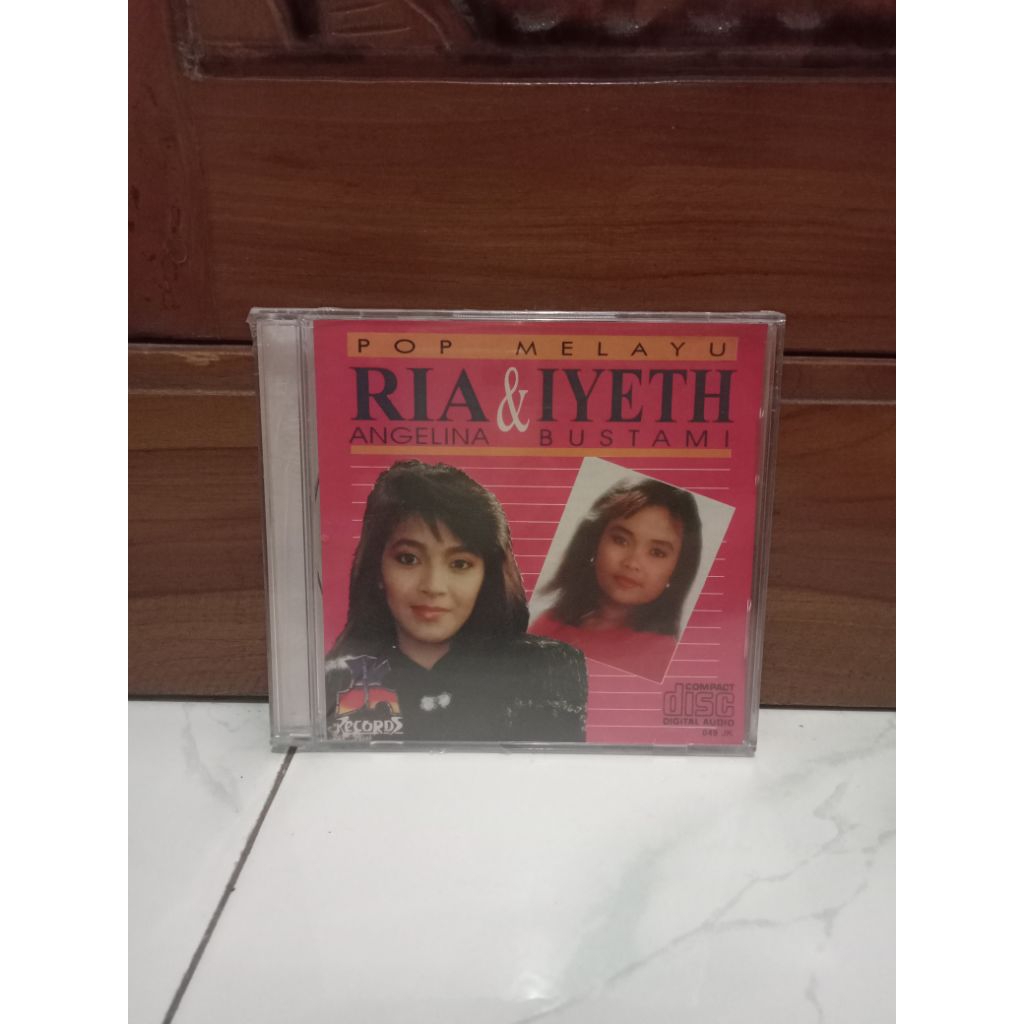 POP MELAYU
RIA & IYETH
ANGELINA BUSTAMI
RECORDS
COMPACT
disc
DIGITAL AUDIO
049 JK